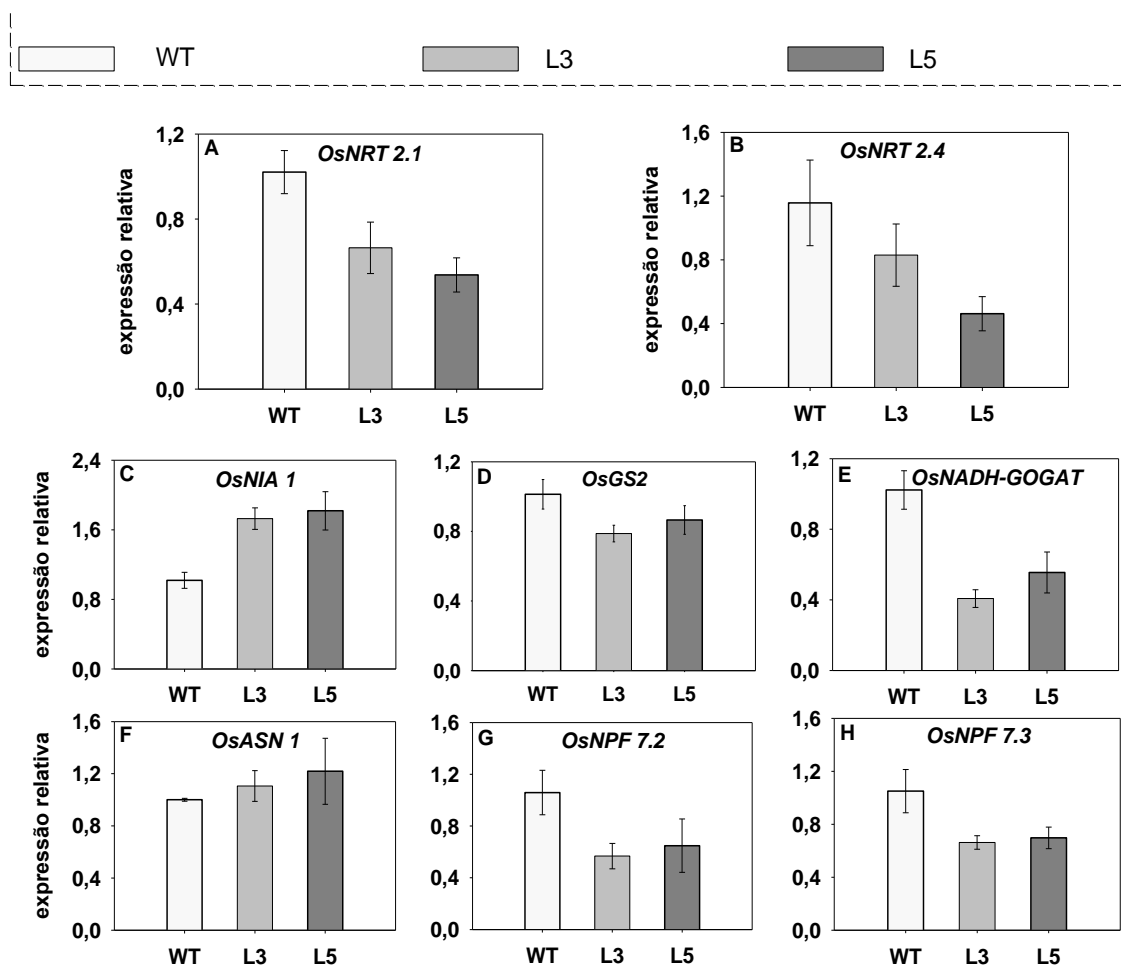 WT L3 L5
A OsNRT 2.1
expressão relativa
1,2
0,8
0,4
0,0
WT L3 L5
B OsNRT 2.4
expressão relativa
1,6
1,2
0,8
0,4
0,0
WT L3 L5
C OsNIA 1
expressão relativa
2,4
1,6
0,8
0,0
WT L3 L5
D OsGS2
1,2
0,8
0,4
0,0
WT L3 L5
E OsNADH-GOGAT
1,2
0,8
0,4
0,0
WT L3 L5
F OsASN 1
expressão relativa
1,6
1,2
0,8
0,4
0,0
WT L3 L5
G OsNPF 7.2
1,6
1,2
0,8
0,4
0,0
WT L3 L5
H OsNPF 7.3
1,6
1,2
0,8
0,4
0,0
WT L3 L5